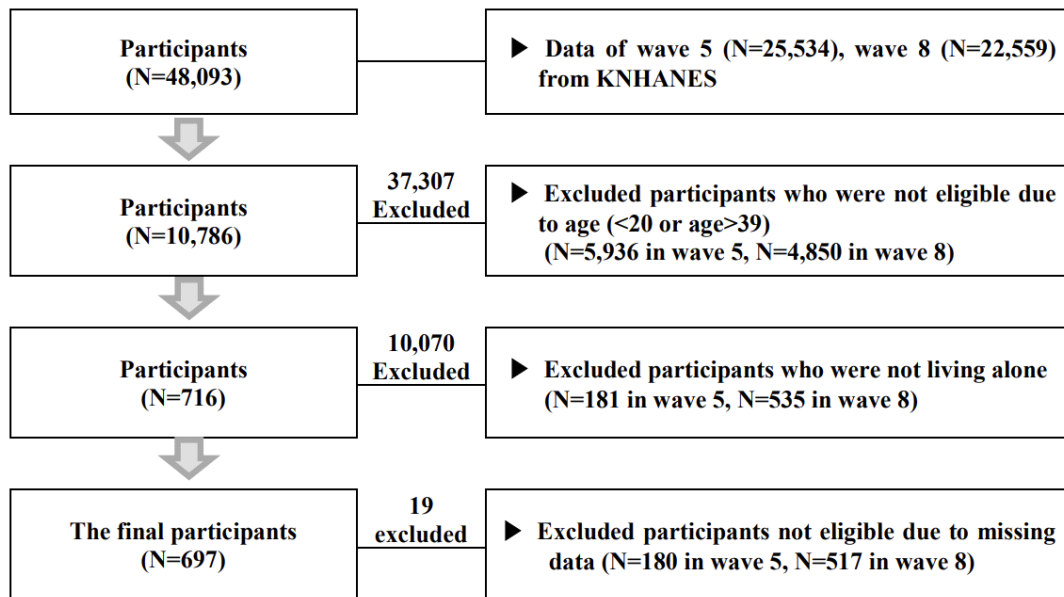 Participants
(N=48,093)
▶ Data of wave 5 (N=25,534), wave 8 (N=22,559)
from KNHANES
Participants
(N=10,786)
37,307
Excluded
▶ Excluded participants who were not eligible due
to age (<20 or age>39)
(N=5,936 in wave 5, N=4,850 in wave 8)
Participants
(N=716)
10,070
Excluded
▶ Excluded participants who were not living alone
(N=181 in wave 5, N=535 in wave 8)
The final participants
(N=697)
19
excluded
▶ Excluded participants not eligible due to missing
data (N=180 in wave 5, N=517 in wave 8)